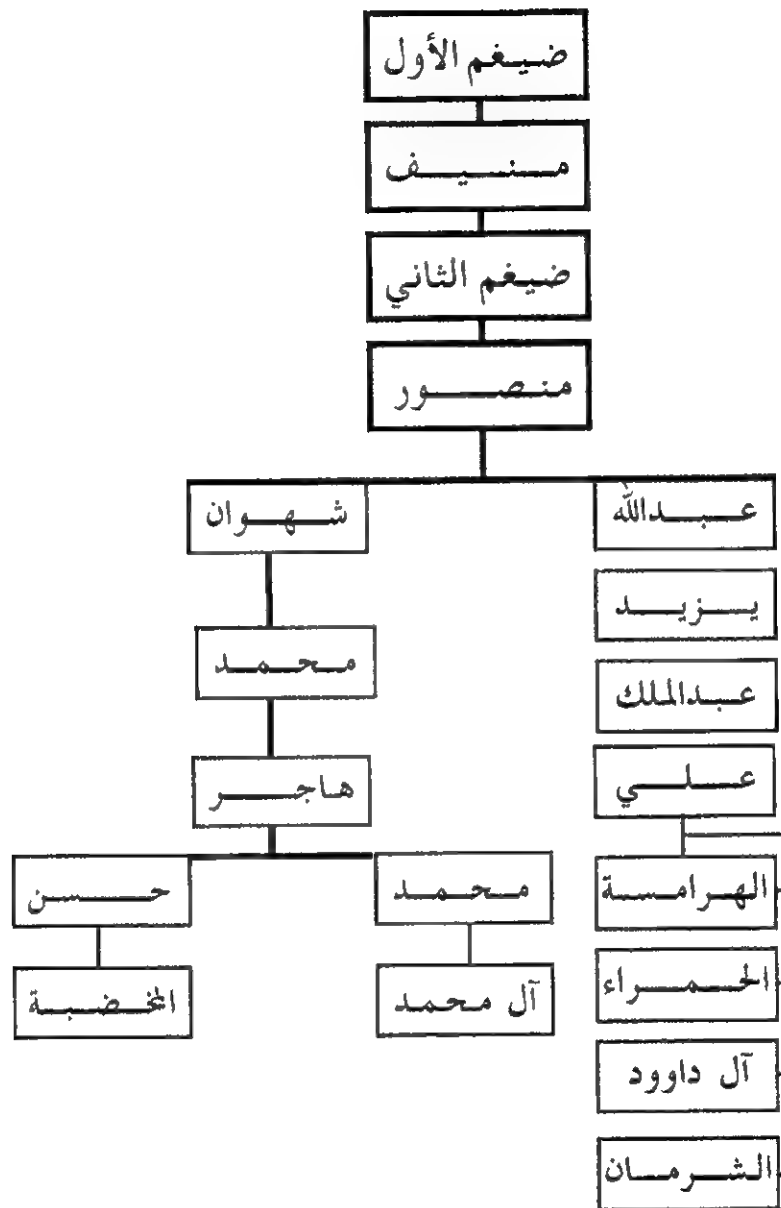 ضيغم الأول
منيف
ضيغم الثاني
منصور
عبدالله
شهوان
يزيد
محمد
عبدالملك
علي
هاجر
الهرامسة
محمد
حسن
الحمراء
آل محمد
المخضبة
آل داوود
الشرمان